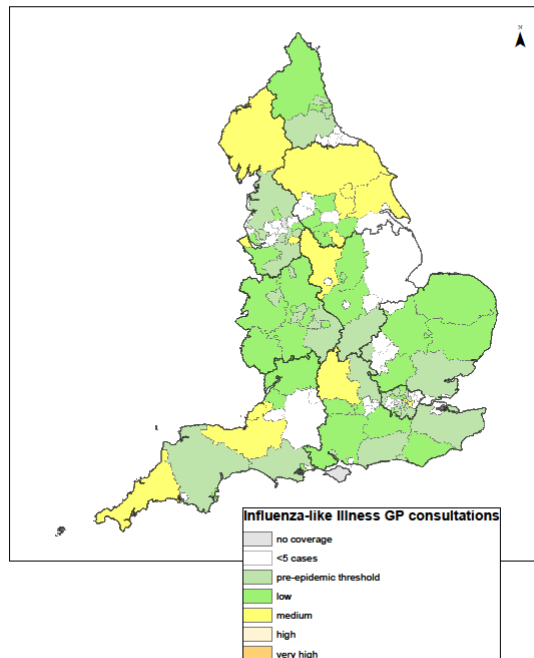 N
Influenza-like Illness GP consultations
no coverage
<5 cases
pre-epidemic threshold
low
medium
high
very high